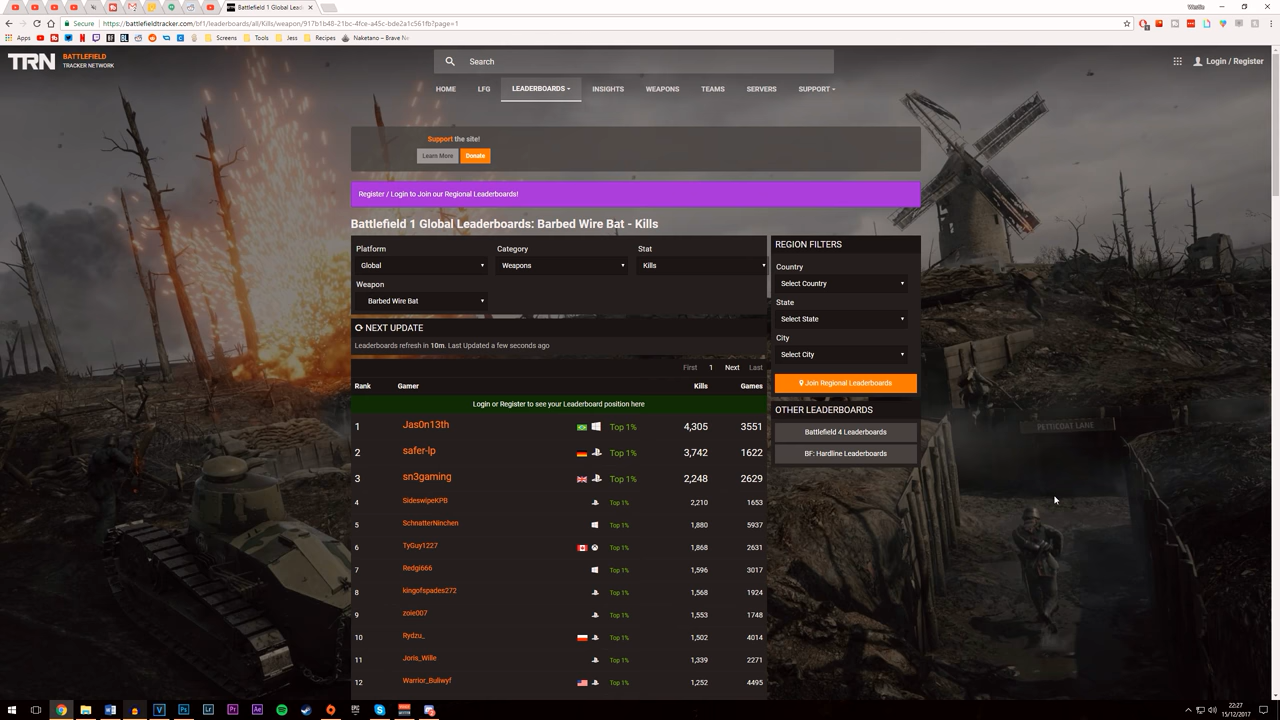 Battlefield 1 Global Lead
Secure https://battlefieldtracker.com/bf1/leaderboards/all/Kills/weapon/917b1b48-21bc-4fce-a45c-bde2a1c561fb?page=1
Apps Screens Tools Jess Recipes Naketano – Brave Ne
TRN BATTLEFIELD TRACKER NETWORK
Search
Login / Register
HOME LFG LEADERBOARDS INSIGHTS WEAPONS TEAMS SERVERS SUPPORT
Support the site!
Learn More Donate
Register / Login to Join our Regional Leaderboards!
Battlefield 1 Global Leaderboards: Barbed Wire Bat - Kills
Platform Category Stat
Global Weapons Kills
Weapon
Barbed Wire Bat
NEXT UPDATE
Leaderboards refresh in 10m. Last Updated a few seconds ago
First 1 Next Last
Rank Gamer Kills Games
Login or Register to see your Leaderboard position here
1 Jas0n13th Top 1% 4,305 3551
2 safer-lp Top 1% 3,742 1622
3 sn3gaming Top 1% 2,248 2629
4 SideswipeKPB Top 1% 2,210 1653
5 SchnatterNinchen Top 1% 1,880 5937
6 TyGuy1227 Top 1% 1,868 2631
7 Redgi666 Top 1% 1,596 3017
8 kingofspades272 Top 1% 1,568 1924
9 zoie007 Top 1% 1,553 1748
10 Rydzu_ Top 1% 1,502 4014
11 Joris_Wille Top 1% 1,339 2271
12 Warrior_Buliwyf Top 1% 1,252 4495
REGION FILTERS
Country
Select Country
State
Select State
City
Select City
Join Regional Leaderboards
OTHER LEADERBOARDS
Battlefield 4 Leaderboards
BF: Hardline Leaderboards
PETTICOAT LANE
22:27
15/12/2017